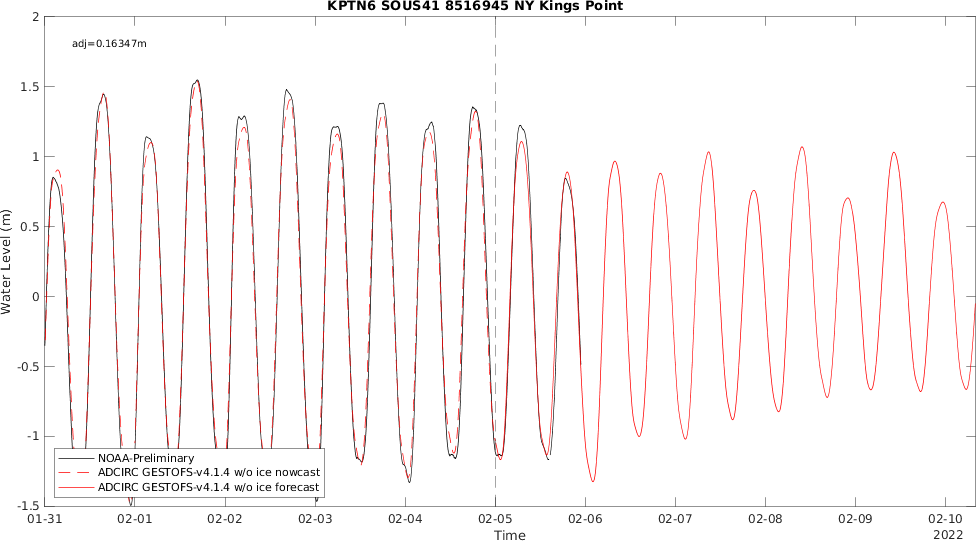 KPTN6 SOUS41 8516945 NY Kings Point
2
adj=0.16347m
1.5
1
0.5
0
-0.5
-1
-1.5
Water Level (m)
NOAA-Preliminary
ADCIRC GESTOFS-v4.1.4 w/o ice nowcast
ADCIRC GESTOFS-v4.1.4 w/o ice forecast
01-31 02-01 02-02 02-03 02-04 02-05 02-06 02-07 02-08 02-09 02-10
Time
2022